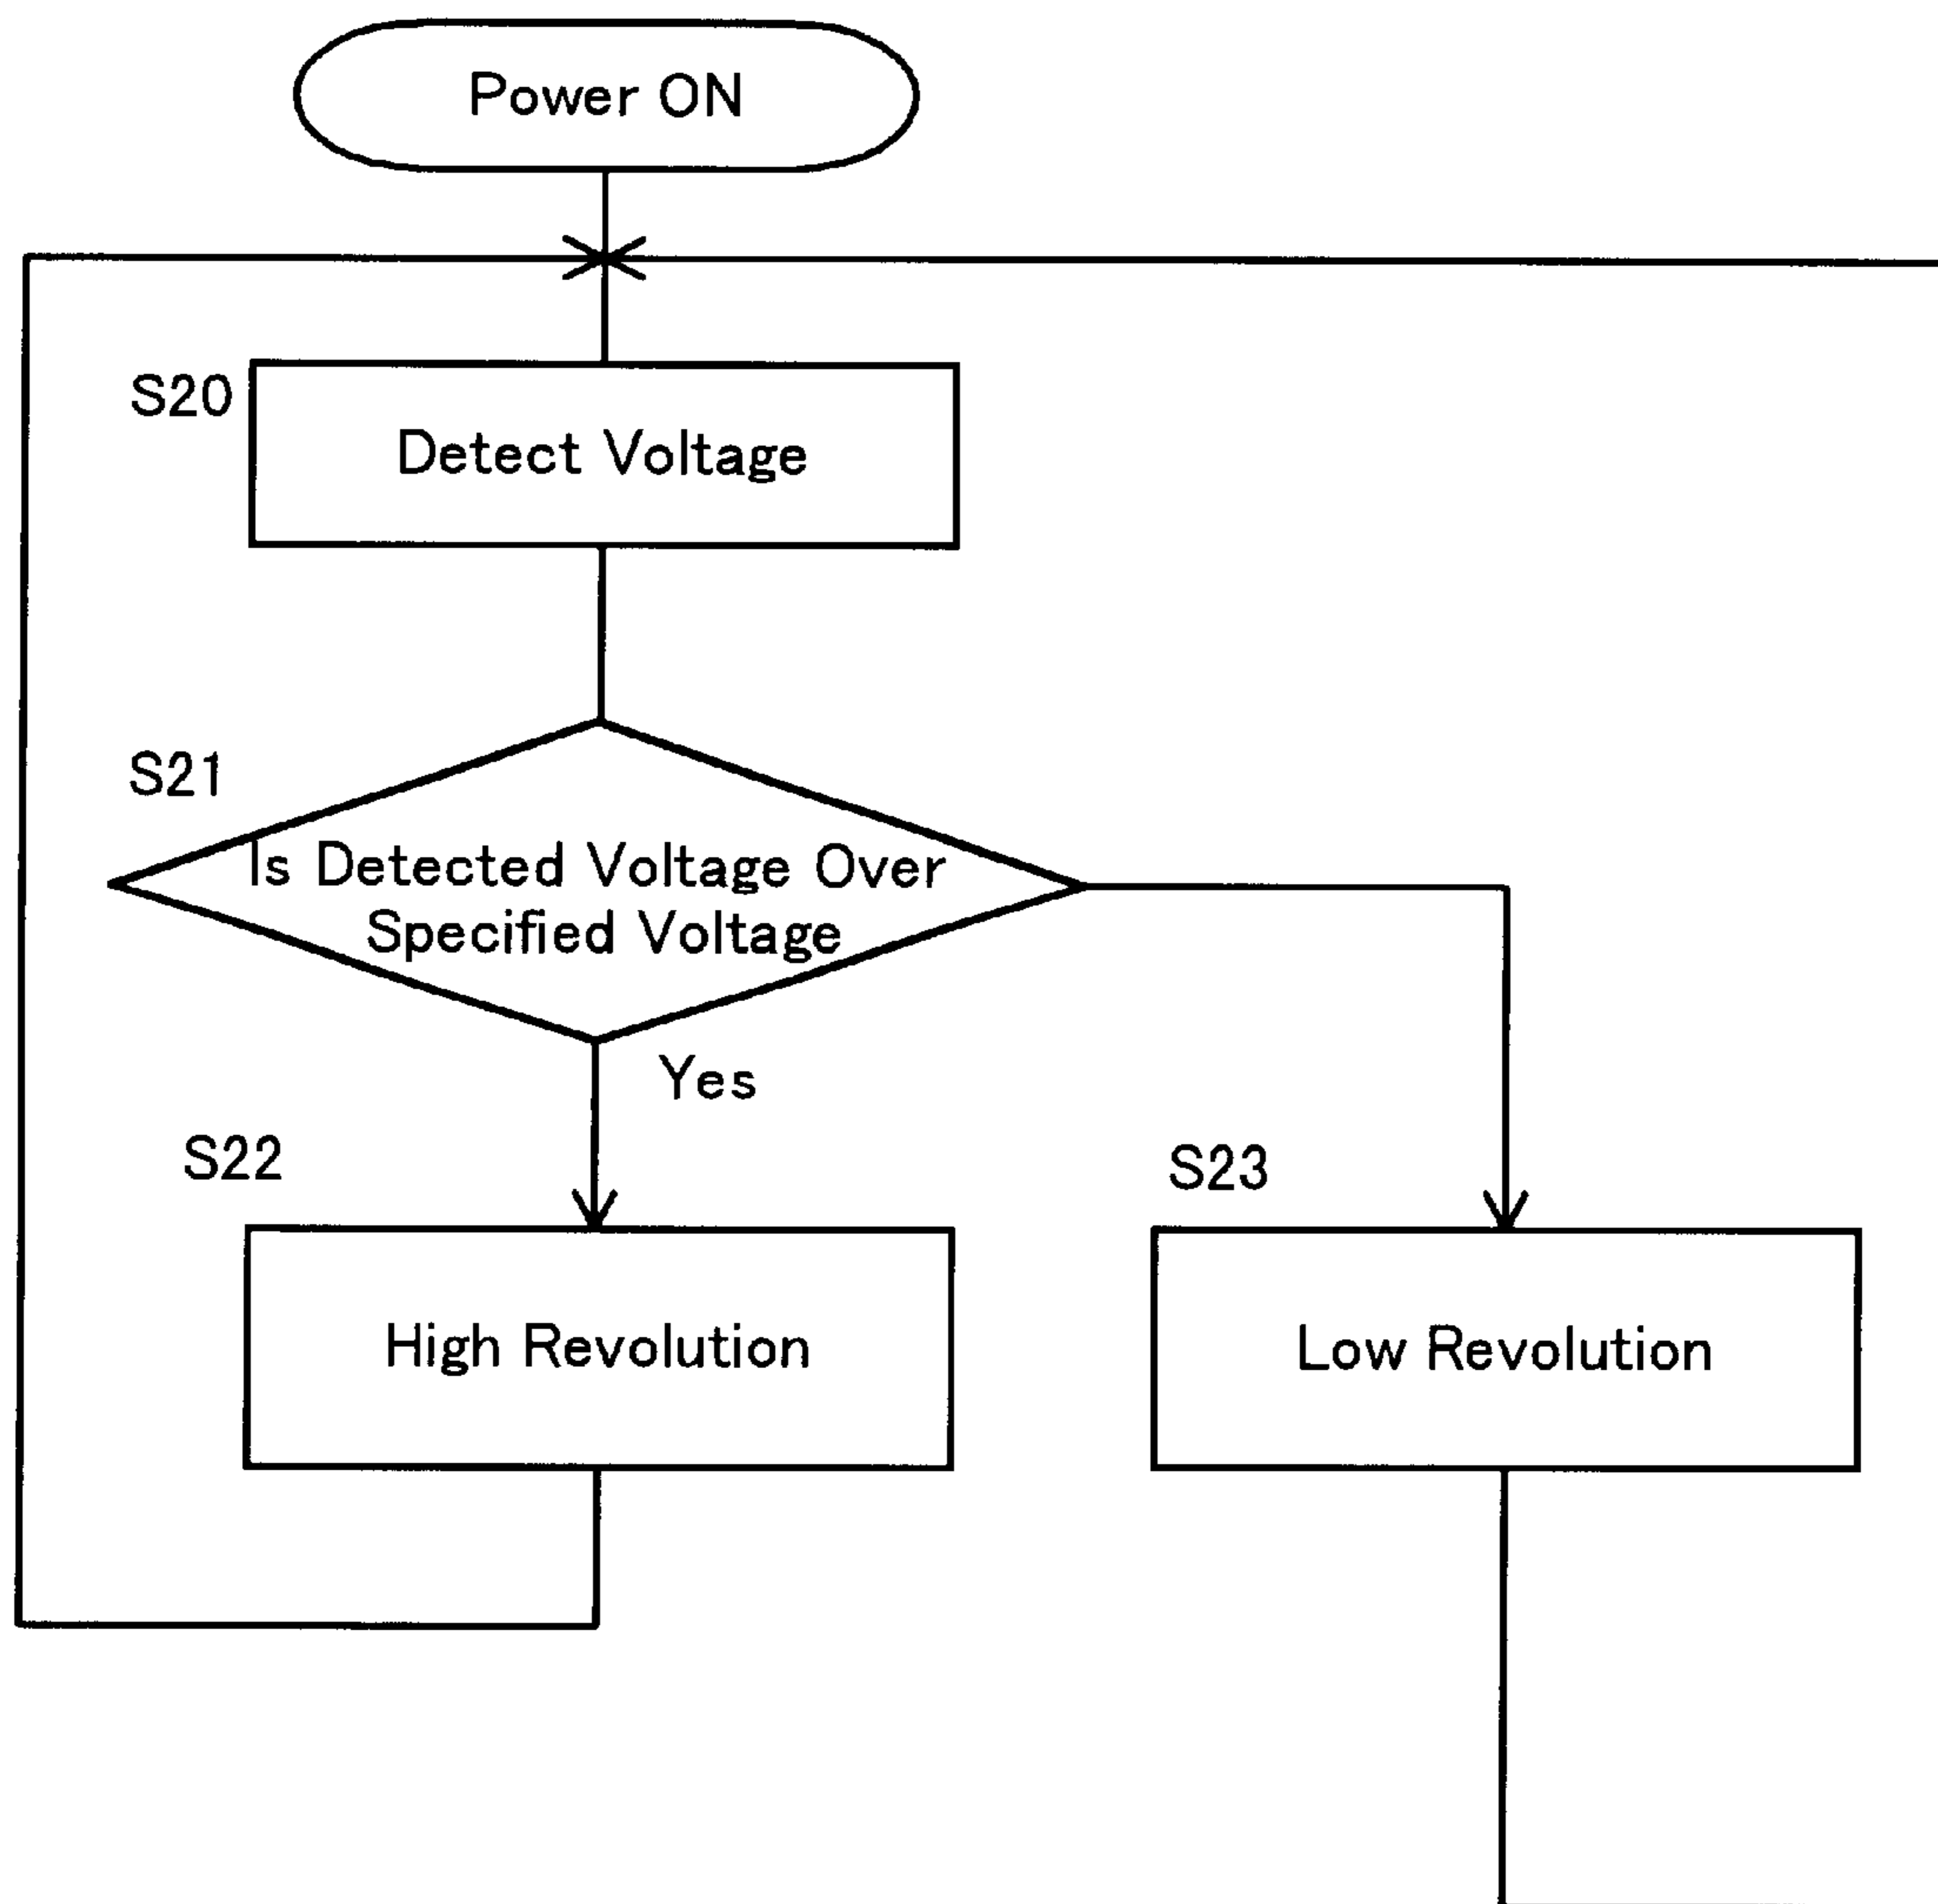 Power ON
S20
Detect Voltage
S21
Is Detected Voltage Over
Specified Voltage
Yes
S22
S23
High Revolution
Low Revolution